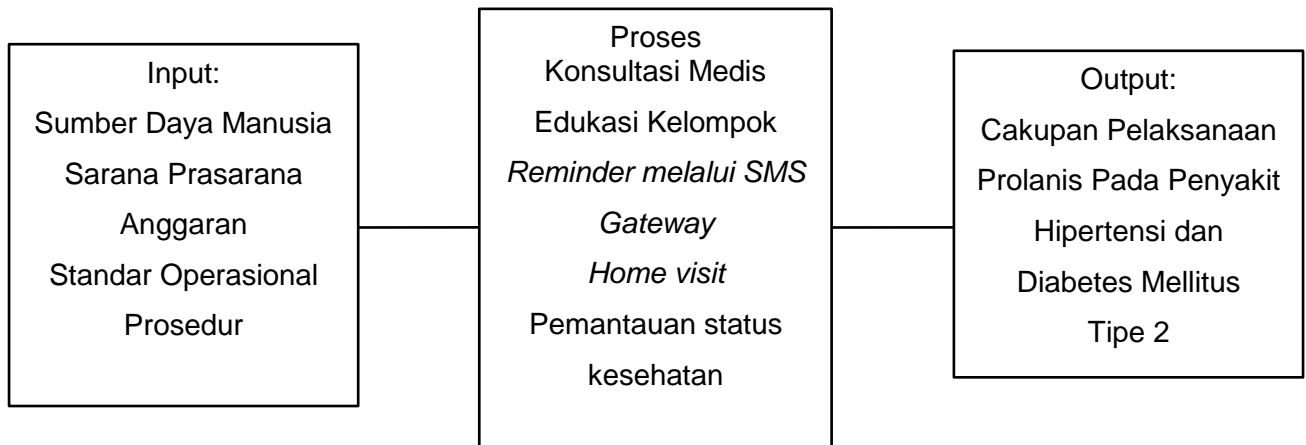 Input:
Sumber Daya Manusia
Sarana Prasarana
Anggaran
Standar Operasional
Prosedur
Proses
Konsultasi Medis
Edukasi Kelompok
Reminder melalui SMS
Gateway
Home visit
Pemantauan status
kesehatan
Output:
Cakupan Pelaksanaan
Prolanis Pada Penyakit
Hipertensi dan
Diabetes Mellitus
Tipe 2